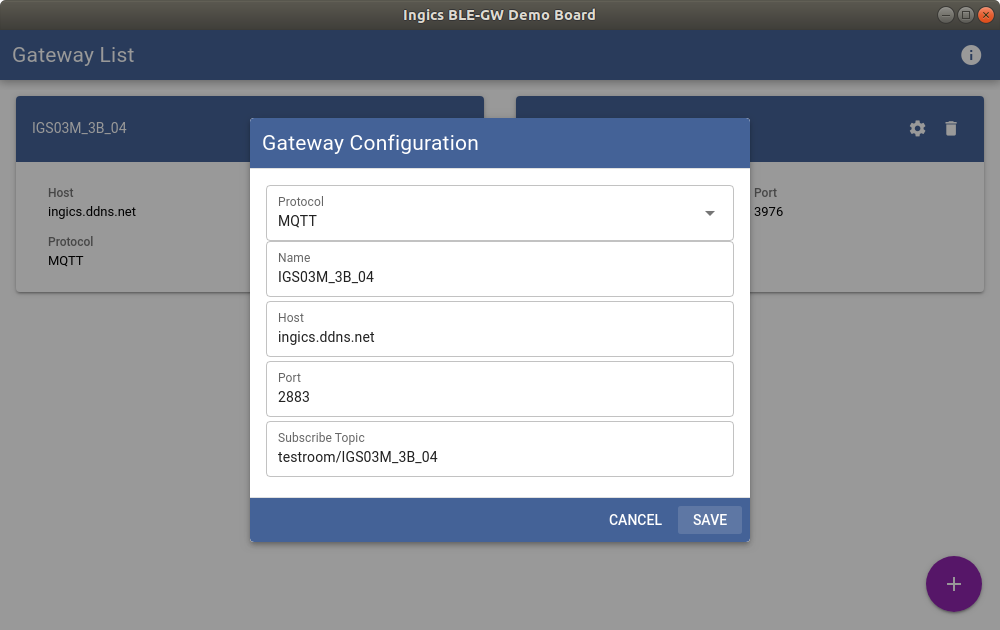 Ingics BLE-GW Demo Board
Gateway List
IGS03M_3B_04
Host
ingics.ddns.net
Protocol
MQTT
Port
3976
Gateway Configuration
Protocol
MQTT
Name
IGS03M_3B_04
Host
ingics.ddns.net
Port
2883
Subscribe Topic
testroom/IGS03M_3B_04
CANCEL SAVE